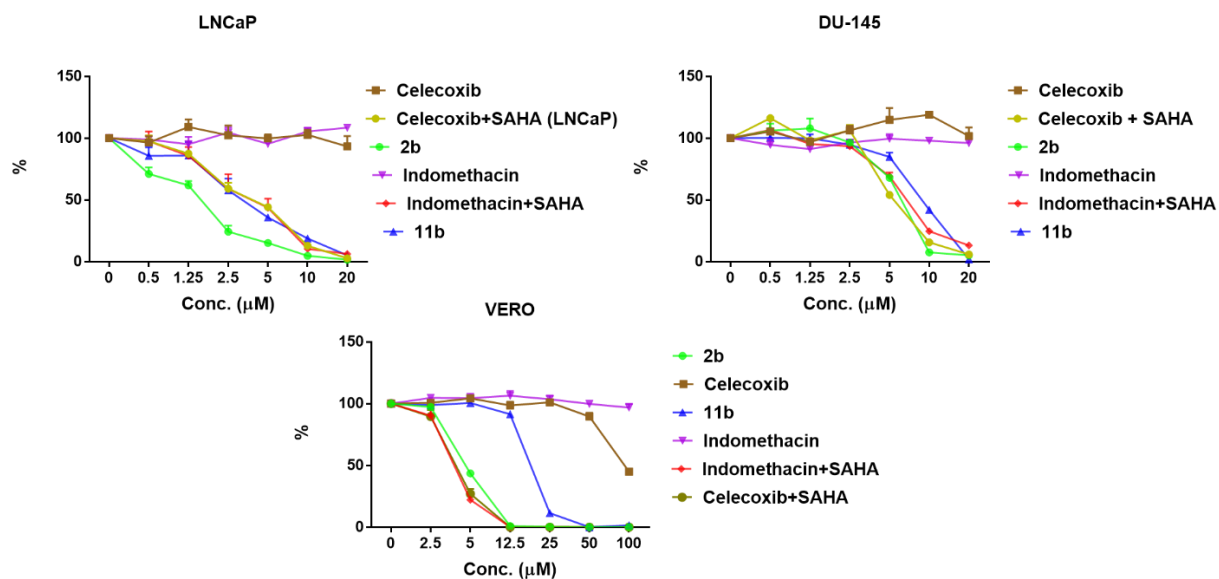 LNCaP
150
100
50
0
%
0 0.5 1.25 2.5 5 10 20
Conc. (μM)
Celecoxib
Celecoxib+SAHA (LNCaP)
2b
Indomethacin
Indomethacin+SAHA
11b
DU-145
150
100
50
0
%
0 0.5 1.25 2.5 5 10 20
Conc. (μM)
Celecoxib
Celecoxib + SAHA
2b
Indomethacin
Indomethacin+SAHA
11b
VERO
150
100
50
0
%
0 2.5 5 12.5 25 50 100
Conc. (μM)
2b
Celecoxib
11b
Indomethacin
Indomethacin+SAHA
Celecoxib+SAHA